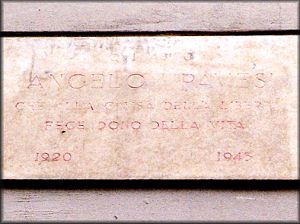 ANGELO PAVESI
CHE ALLA CAUSA DELLA
FECE DONO DELLA VITA
1920 1945